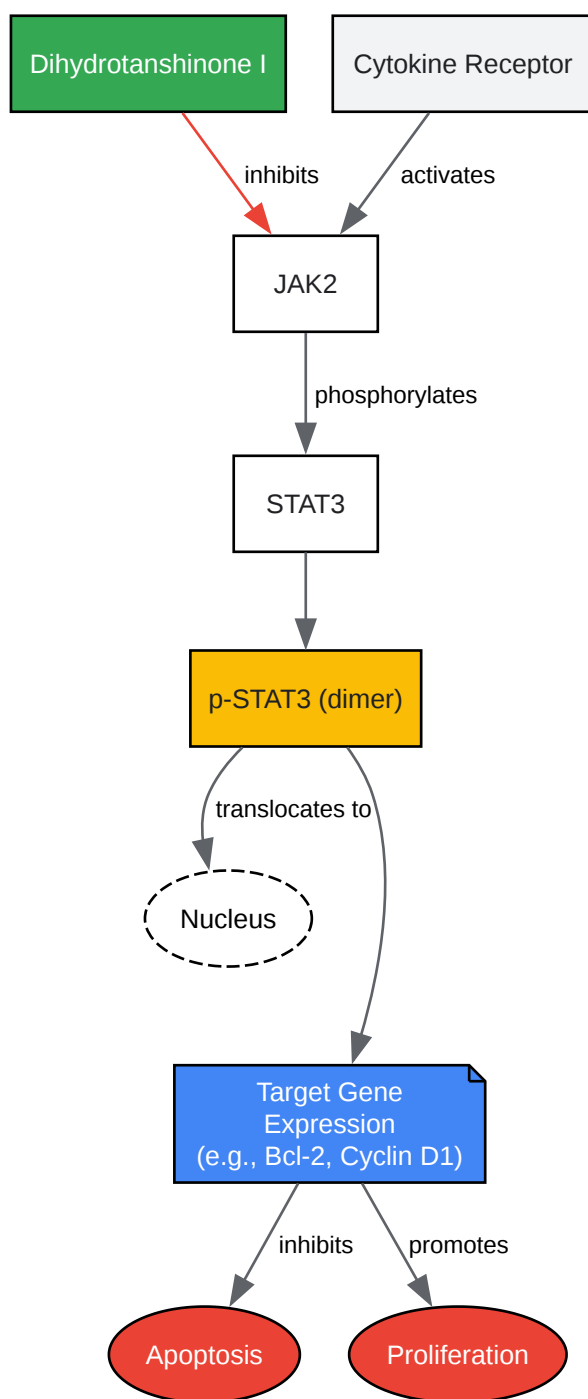 Dihydrotanshinone I
Cytokine Receptor
inhibits
activates
JAK2
phosphorylates
STAT3
p-STAT3 (dimer)
translocates to
Nucleus
Target Gene
Expression
(e.g., Bcl-2, Cyclin D1)
inhibits
promotes
Apoptosis
Proliferation